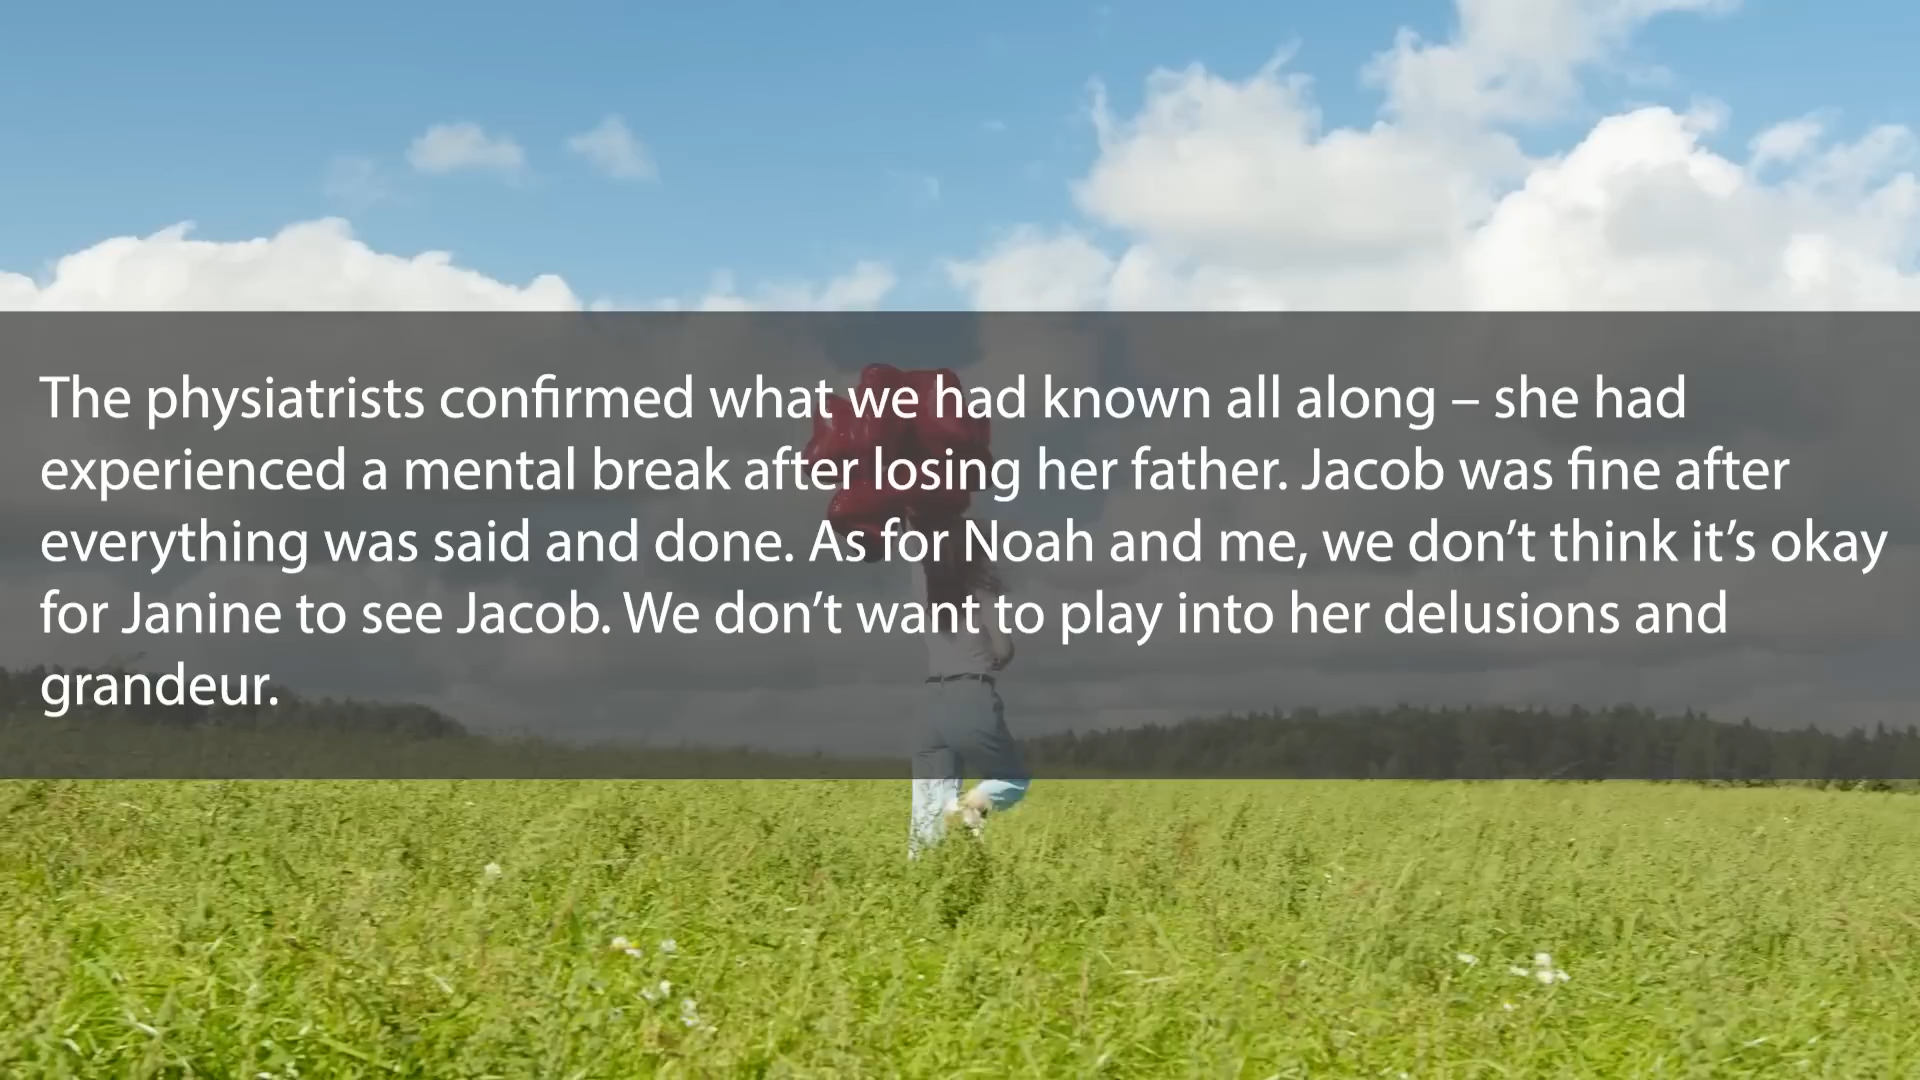 The physiatrists confirmed what we had known all along – she had
experienced a mental break after losing her father. Jacob was fine after
everything was said and done. As for Noah and me, we don’t think it’s okay
for Janine to see Jacob. We don’t want to play into her delusions and
grandeur.